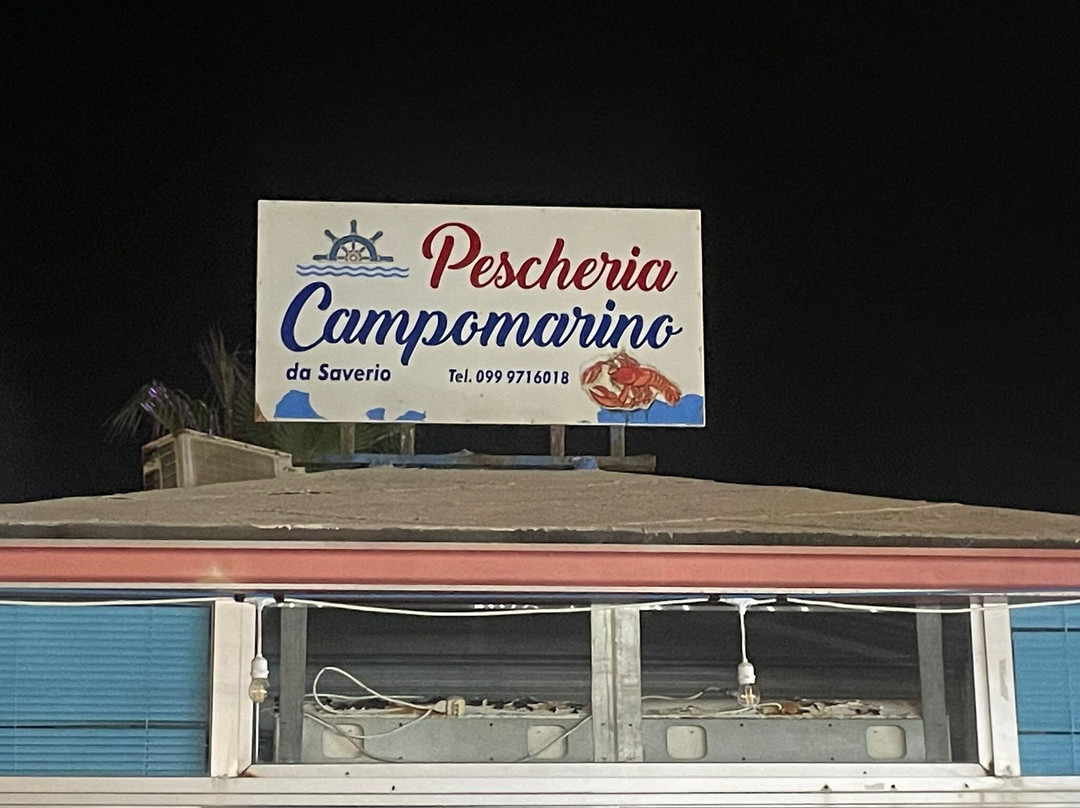 Pescheria
Campomarino
da Saverio Tel. 099 9716018